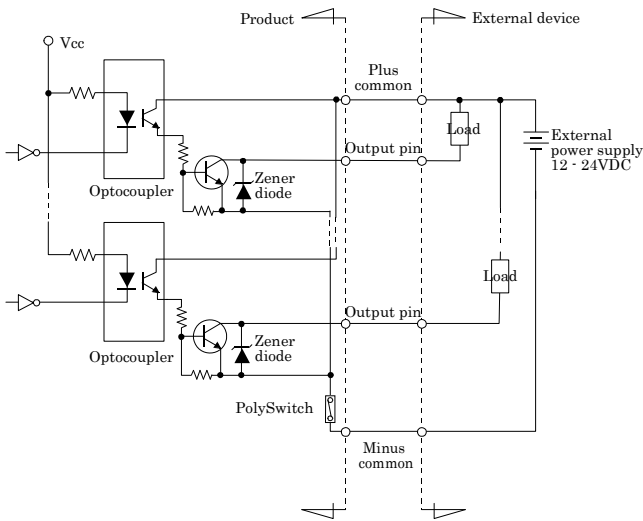 Product
External device
Vcc
Plus
common
Load
External
power supply
12 - 24VDC
Output pin
Zener
diode
Optocoupler
Load
Output pin
Zener
diode
Optocoupler
PolySwitch
Minus
common